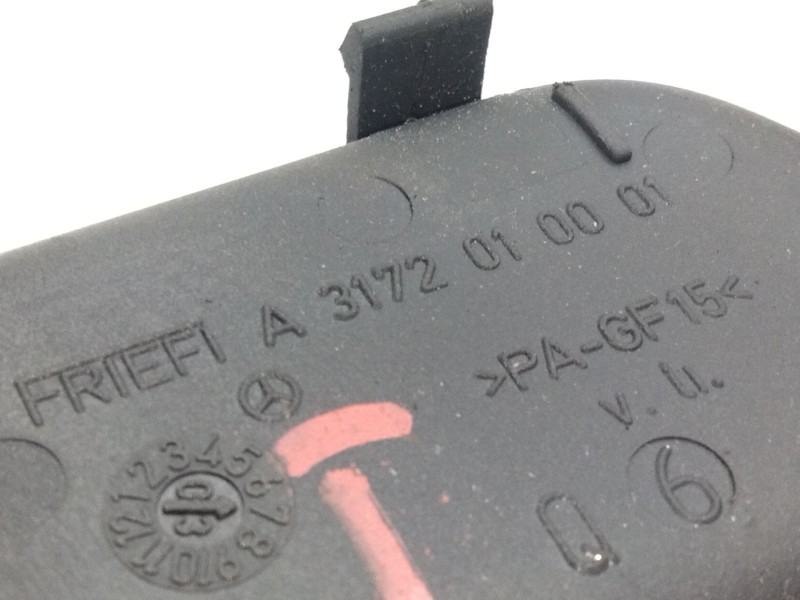 FRIEFI A 3172 01 00 01
>PA-GF15<
v. u.
1 2 3 4 5 6 7 8 9 10 11 12
03
Q 6